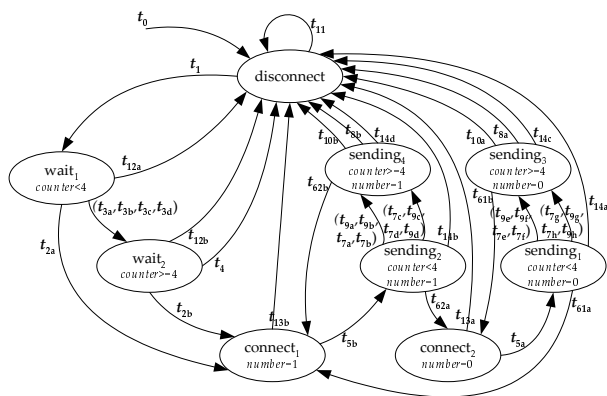 t0
t11
t1
disconnect
t12a
t10b
t8b
t14d
t10a
t8a
t14c
wait1
counter<4
sending4
counter>=4
number=1
sending3
counter>=4
number=0
(t3a,t3b,t3c,t3d)
t62b
t61b
t14a
(t9a,t9b,
t7a,t7b)
(t7c,t9c,
t7d,t9d)
(t9e,t9f,
t7e,t7f)
(t7g,t9g,
t7h,t9h)
t2a
t12b
t4
t14b
wait2
counter>=4
sending2
counter<4
number=1
sending1
counter<4
number=0
t2b
t13b
t62a
t13a
t61a
t5b
t5a
connect1
number=1
connect2
number=0